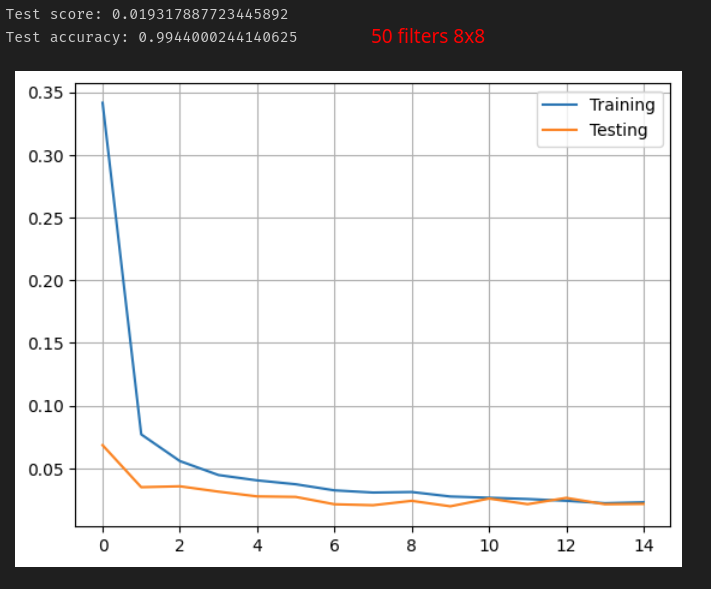 Test score: 0.019317887723445892
Test accuracy: 0.9944000244140625
50 filters 8x8
0.35
0.30
0.25
0.20
0.15
0.10
0.05
Training
Testing
0 2 4 6 8 10 12 14